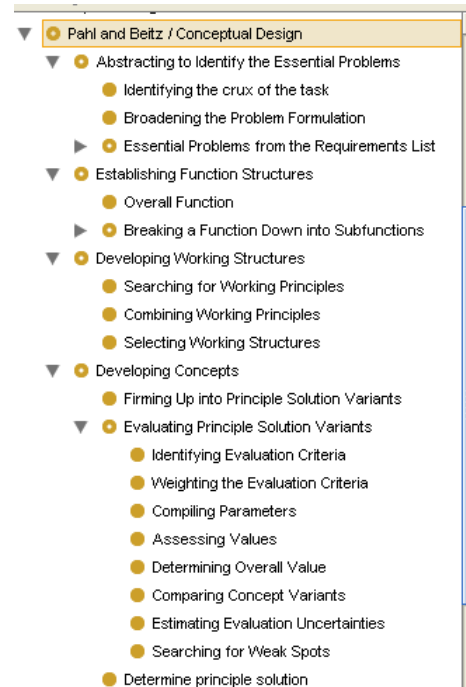 Pahl and Beitz / Conceptual Design
Abstracting to Identify the Essential Problems
Identifying the crux of the task
Broadening the Problem Formulation
Essential Problems from the Requirements List
Establishing Function Structures
Overall Function
Breaking a Function Down into Subfunctions
Developing Working Structures
Searching for Working Principles
Combining Working Principles
Selecting Working Structures
Developing Concepts
Firming Up into Principle Solution Variants
Evaluating Principle Solution Variants
Identifying Evaluation Criteria
Weighting the Evaluation Criteria
Compiling Parameters
Assessing Values
Determining Overall Value
Comparing Concept Variants
Estimating Evaluation Uncertainties
Searching for Weak Spots
Determine principle solution